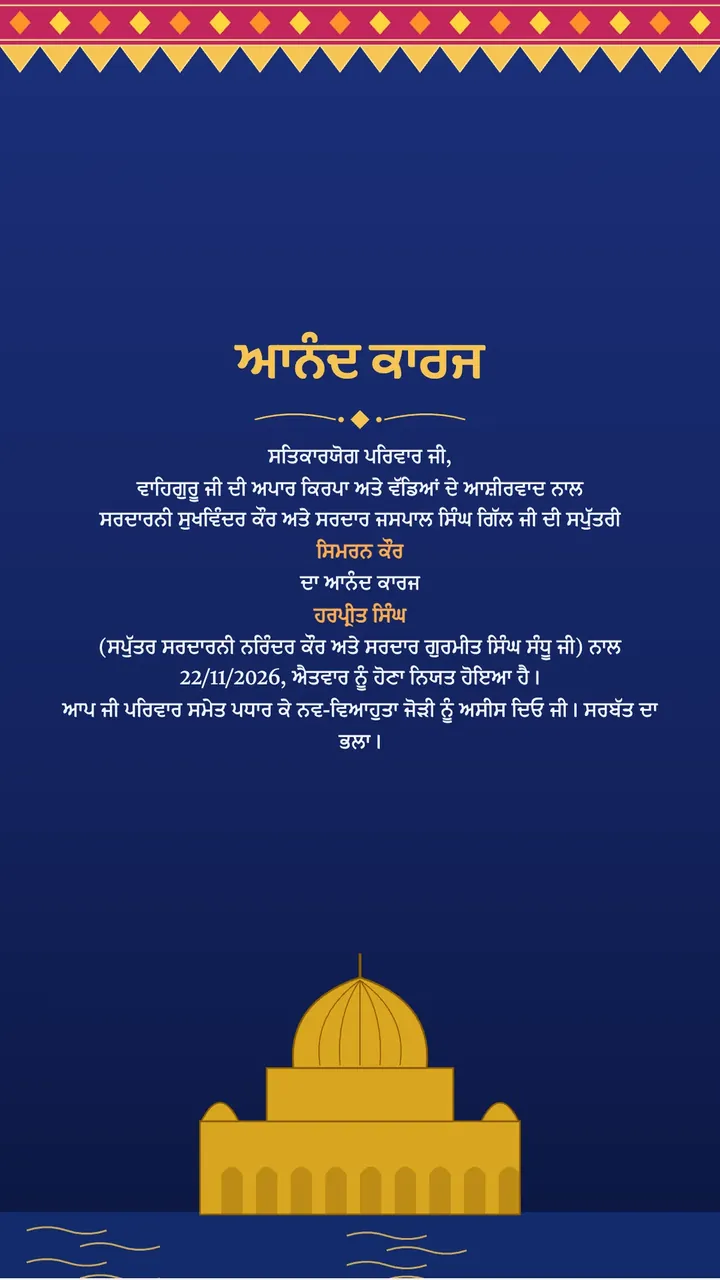 ਆਨੰਦ ਕਾਰਜ
ਸਤਿਕਾਰਯੋਗ ਪਰਿਵਾਰ ਜੀ,
ਵਾਹਿਗੁਰੂ ਜੀ ਦੀ ਅਪਾਰ ਕਿਰਪਾ ਅਤੇ ਵੱਡਿਆਂ ਦੇ ਆਸ਼ੀਰਵਾਦ ਨਾਲ
ਸਰਦਾਰਨੀ ਸੁਖਵਿੰਦਰ ਕੌਰ ਅਤੇ ਸਰਦਾਰ ਜਸਪਾਲ ਸਿੰਘ ਗਿੱਲ ਜੀ ਦੀ ਸਪੁੱਤਰੀ
ਸਿਮਰਨ ਕੌਰ
ਦਾ ਆਨੰਦ ਕਾਰਜ
ਹਰਪ੍ਰੀਤ ਸਿੰਘ
(ਸਪੁੱਤਰ ਸਰਦਾਰਨੀ ਨਰਿੰਦਰ ਕੌਰ ਅਤੇ ਸਰਦਾਰ ਗੁਰਮੀਤ ਸਿੰਘ ਸੰਧੂ ਜੀ) ਨਾਲ
22/11/2026, ਐਤਵਾਰ ਨੂੰ ਹੋਣਾ ਨਿਯਤ ਹੋਇਆ ਹੈ।
ਆਪ ਜੀ ਪਰਿਵਾਰ ਸਮੇਤ ਪਧਾਰ ਕੇ ਨਵ-ਵਿਆਹੁਤਾ ਜੋੜੀ ਨੂੰ ਅਸੀਸ ਦਿਓ ਜੀ। ਸਰਬੱਤ ਦਾ
ਭਲਾ।